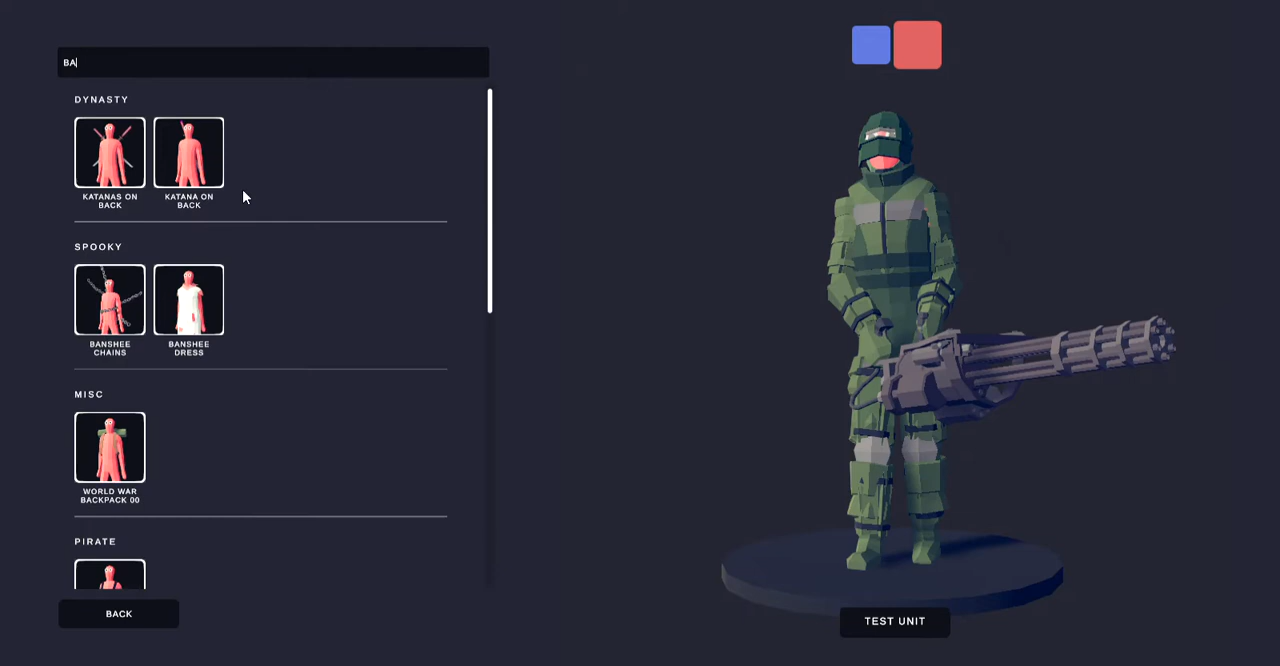 BA
DYNASTY
KATANAS ON
BACK
KATANA ON
BACK
SPOOKY
BANSHEE
CHAINS
BANSHEE
DRESS
MISC
WORLD WAR
BACKPACK 00
PIRATE
BACK
TEST UNIT